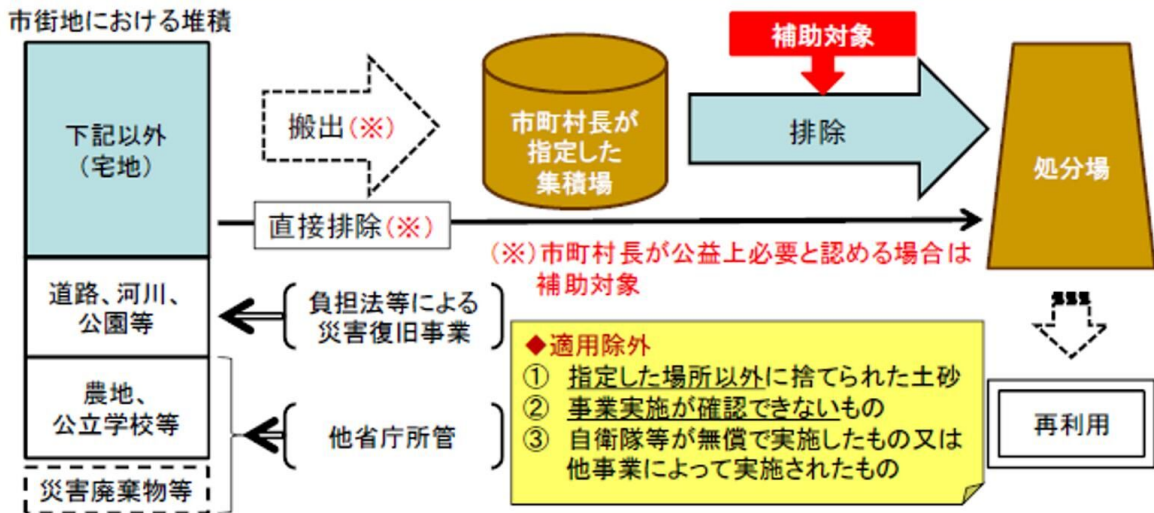 市街地における堆積
下記以外
（宅地）
搬出(※)
市町村長が
指定した
集積場
補助対象
排除
処分場
直接排除(※)
(※)市町村長が公益上必要と認める場合は
補助対象
道路、河川、
公園等
負担法等による
災害復旧事業
農地、
公立学校等
他省庁所管
災害廃棄物等
◆適用除外
① 指定した場所以外に捨てられた土砂
② 事業実施が確認できないもの
③ 自衛隊等が無償で実施したもの又は
他事業によって実施されたもの
再利用